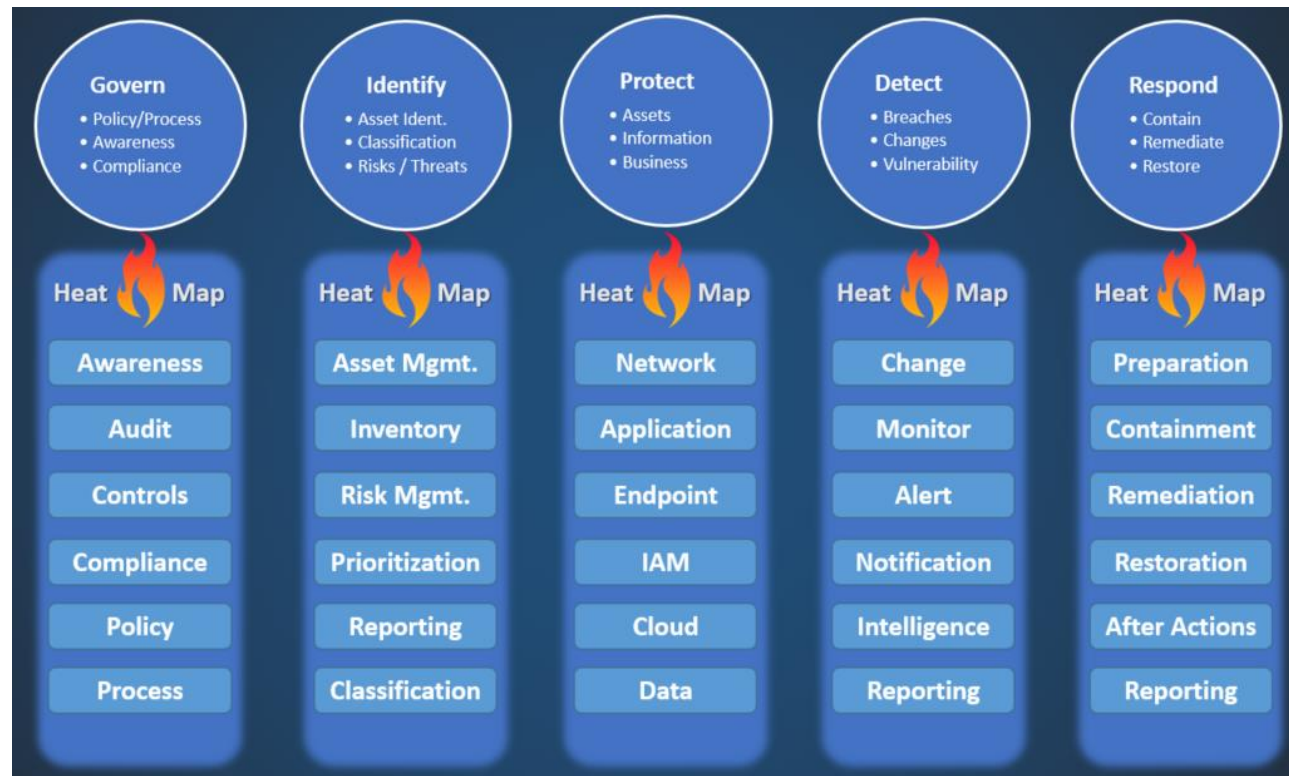 Govern
• Policy/Process
• Awareness
• Compliance
Identify
• Asset Ident.
• Classification
• Risks / Threats
Protect
• Assets
• Information
• Business
Detect
• Breaches
• Changes
• Vulnerability
Respond
• Contain
• Remediate
• Restore
Heat Map
Awareness
Audit
Controls
Compliance
Policy
Process
Heat Map
Asset Mgmt.
Inventory
Risk Mgmt.
Prioritization
Reporting
Classification
Heat Map
Network
Application
Endpoint
IAM
Cloud
Data
Heat Map
Change
Monitor
Alert
Notification
Intelligence
Reporting
Heat Map
Preparation
Containment
Remediation
Restoration
After Actions
Reporting